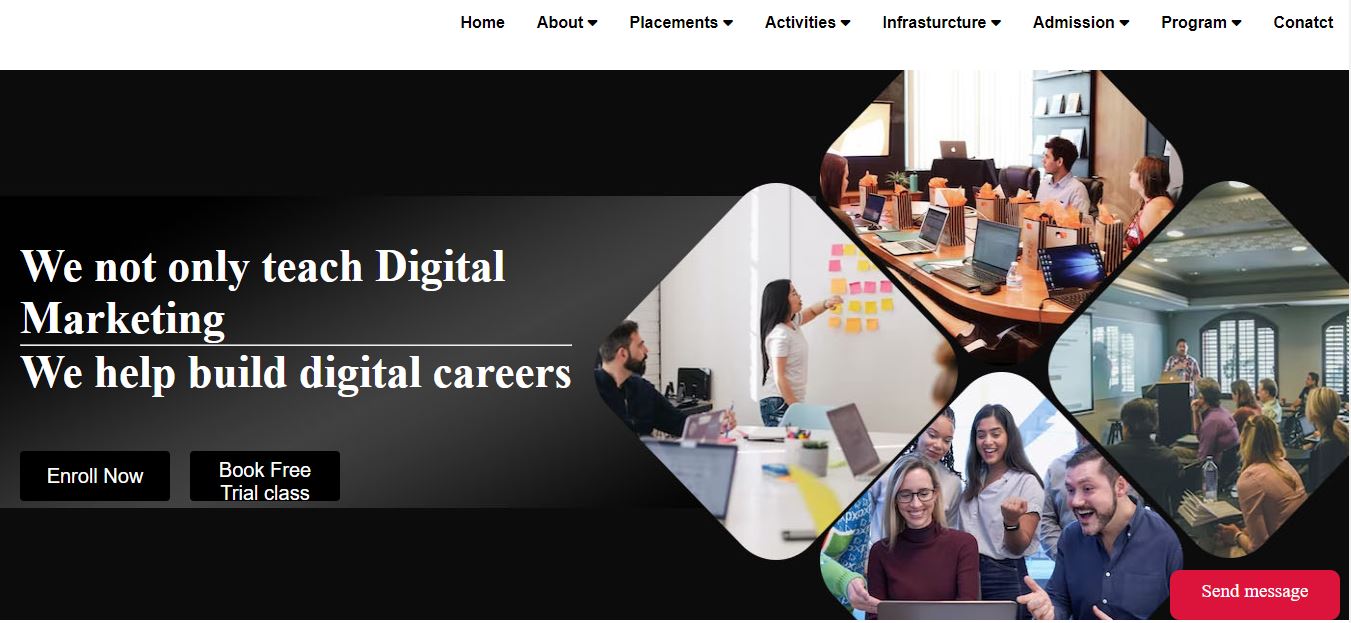 Home About Placements Activities Infrasturcture Admission Program Conatct
We not only teach Digital
Marketing
We help build digital careers
Enroll Now
Book Free
Trial class
Send message